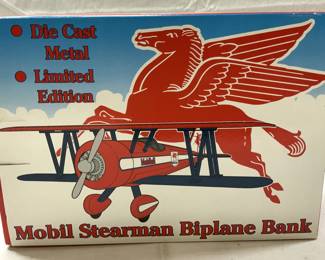 ● Die Cast
Metal
● Limited
Edition
Mobil Stearman Biplane Bank